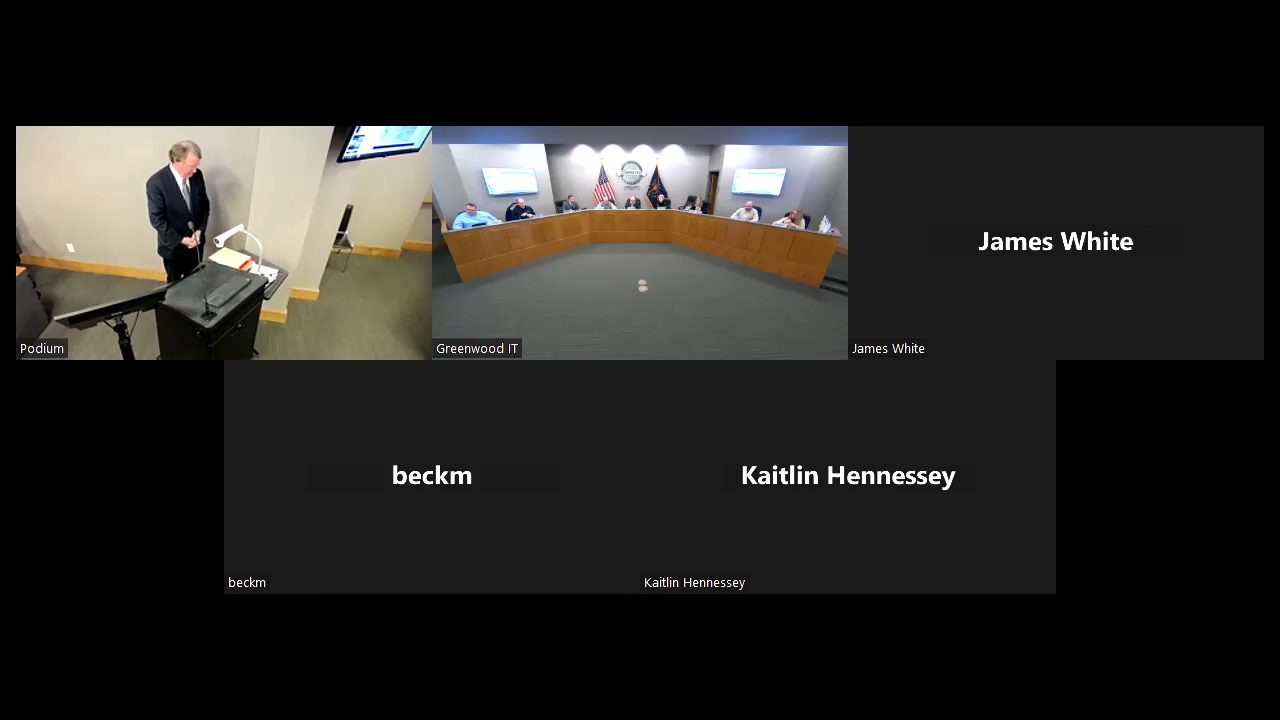 Podium
Greenwood IT
James White
James White
beckm
Kaitlin Hennessey
beckm
Kaitlin Hennessey